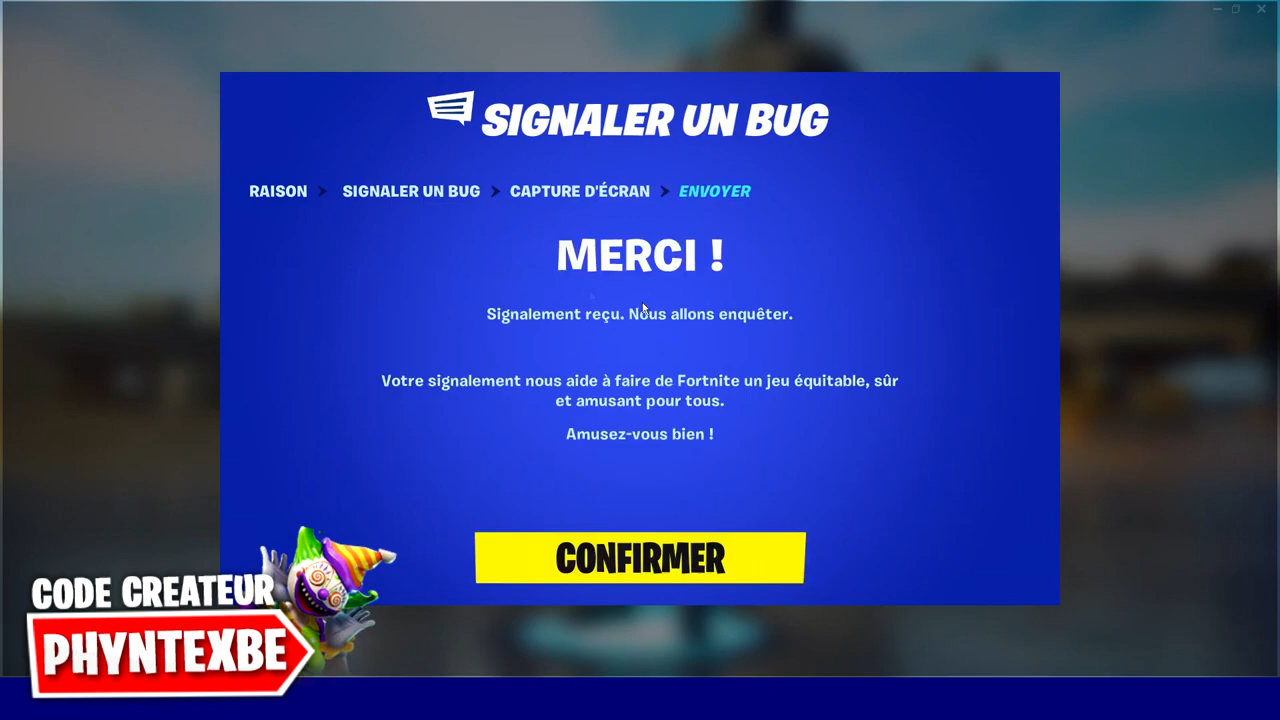 SIGNALER UN BUG
RAISON > SIGNALER UN BUG > CAPTURE D'ÉCRAN > ENVOYER
MERCI !
Signalement reçu. Nous allons enquêter.
Votre signalement nous aide à faire de Fortnite un jeu équitable, sûr
et amusant pour tous.
Amusez-vous bien !
CONFIRMER
CODE CREATEUR
PHYNTEXBE